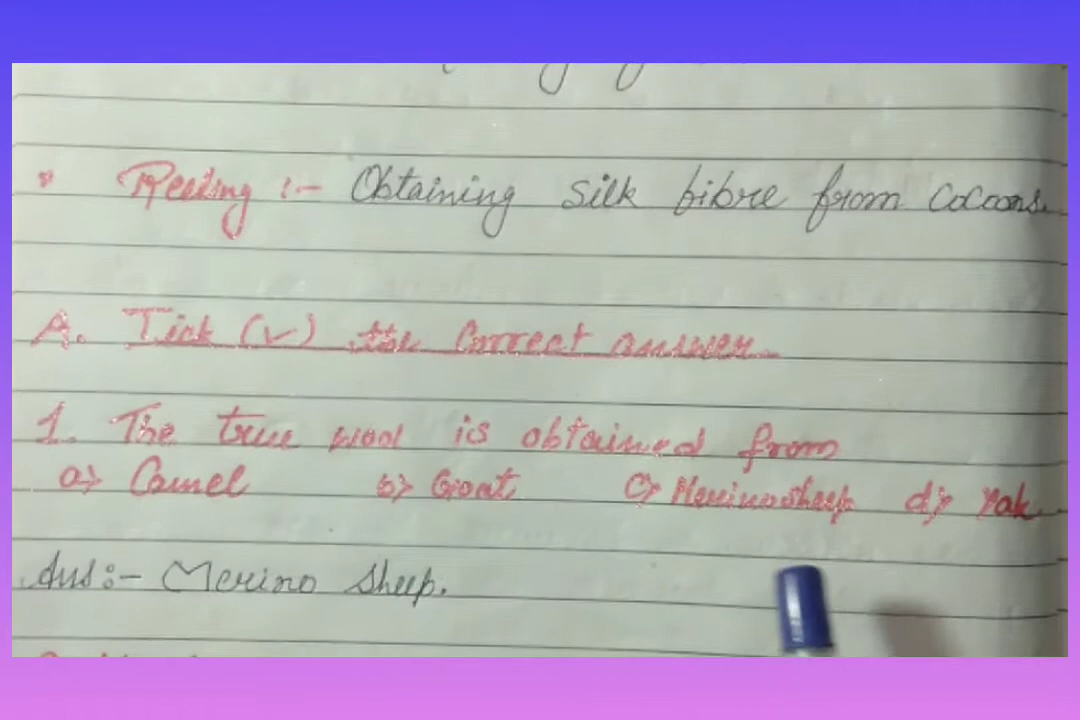 * Reeling :- Obtaining silk fibre from Cocoons.
A. Tick (✓) the Correct answer.
1. The true wool is obtained from
a) Camel b) Goat c) Merino sheep d) Yak
Ans:- Merino Sheep.